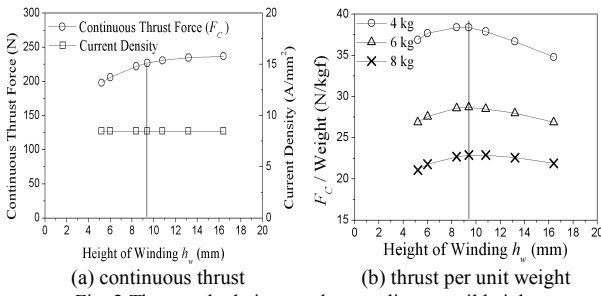 Continuous Thrust Force (F_C)
Current Density
Continuous Thrust Force (N)
300
250
200
150
100
50
0
Current Density (A/mm²)
20
15
10
5
0
0 2 4 6 8 10 12 14 16 18 20
Height of Winding h_w (mm)
(a) continuous thrust
4 kg
6 kg
8 kg
F_C / Weight (N/kgf)
40
35
30
25
20
15
0 2 4 6 8 10 12 14 16 18 20
Height of Winding h_w (mm)
(b) thrust per unit weight